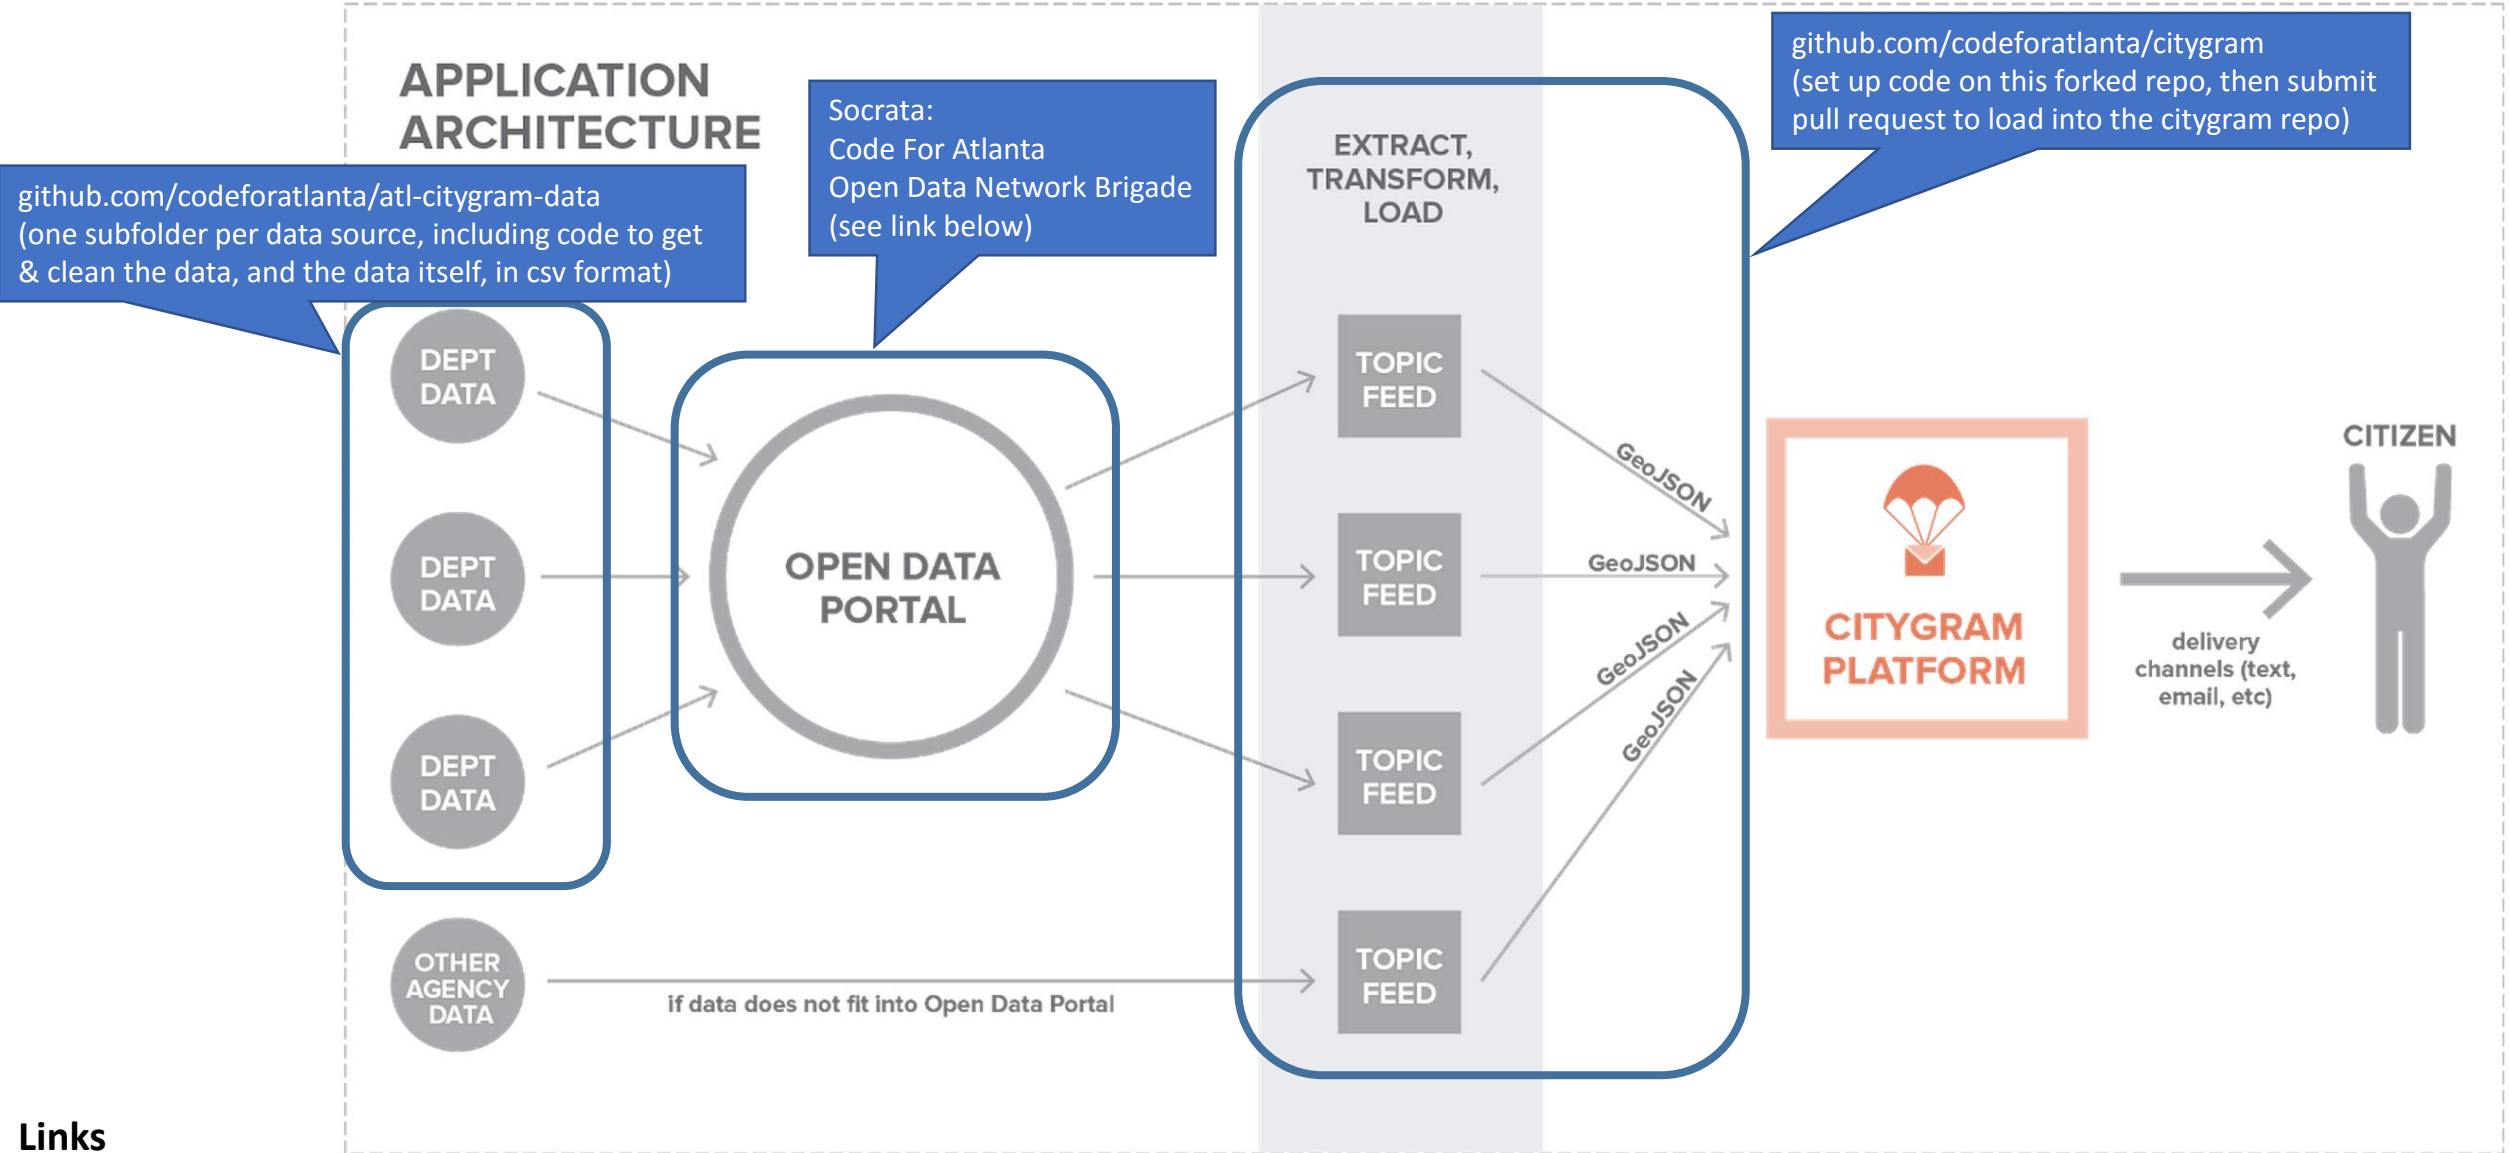 APPLICATION
ARCHITECTURE
github.com/codeforatlanta/atl-citygram-data
(one subfolder per data source, including code to get
& clean the data, and the data itself, in csv format)
Socrata:
Code For Atlanta
Open Data Network Brigade
(see link below)
EXTRACT,
TRANSFORM,
LOAD
github.com/codeforatlanta/citygram
(set up code on this forked repo, then submit
pull request to load into the citygram repo)
DEPT
DATA
DEPT
DATA
DEPT
DATA
OTHER
AGENCY
DATA
OPEN DATA
PORTAL
if data does not fit into Open Data Portal
TOPIC
FEED
TOPIC
FEED
TOPIC
FEED
TOPIC
FEED
GeoJSON
GeoJSON
GeoJSON
GeoJSON
CITYGRAM
PLATFORM
delivery
channels (text,
email, etc)
CITIZEN
Links